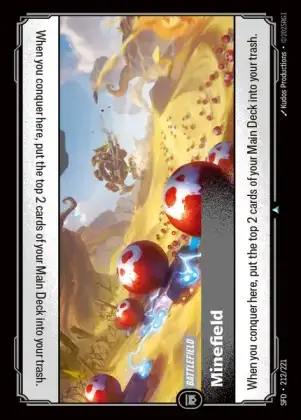 When you conquer here, put the top 2 cards of your Main Deck into your trash.
BATTLEFIELD
Minefield
When you conquer here, put the top 2 cards of your Main Deck into your trash.
SFD • 212/221
Kudos Productions • ©2025RGI